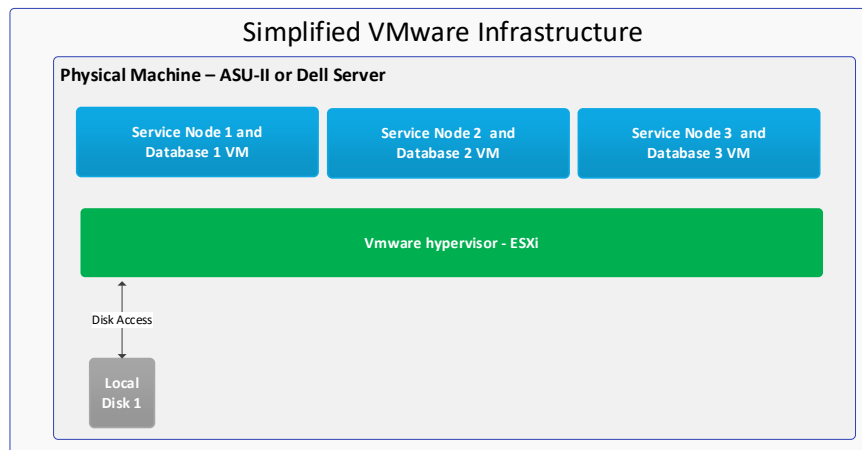 Simplified VMware Infrastructure
Physical Machine – ASU-II or Dell Server
Service Node 1 and
Database 1 VM
Service Node 2 and
Database 2 VM
Service Node 3 and
Database 3 VM
Vmware hypervisor - ESXi
Disk Access
Local
Disk 1